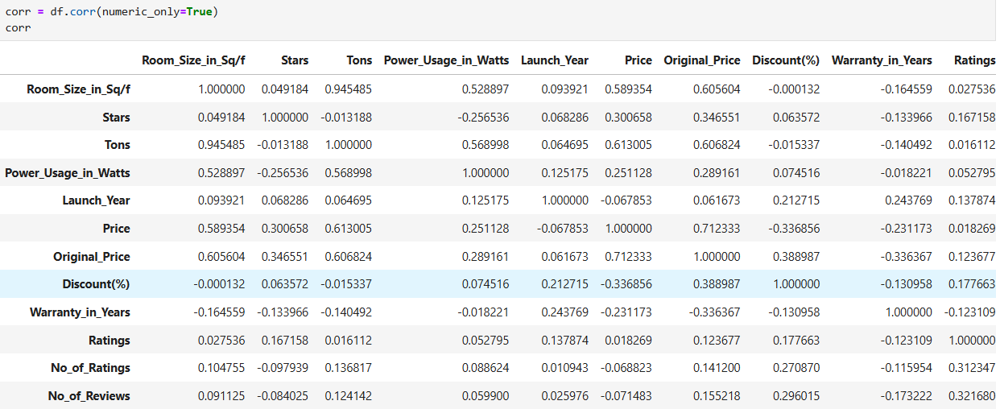 corr = df.corr(numeric_only=True)
corr
Room_Size_in_Sq/f Stars Tons Power_Usage_in_Watts Launch_Year Price Original_Price Discount(%) Warranty_in_Years Ratings
Room_Size_in_Sq/f 1.000000 0.049184 0.945485 0.528897 0.093921 0.589354 0.605604 -0.000132 -0.164559 0.027536
Stars 0.049184 1.000000 -0.013188 -0.256536 0.068286 0.300658 0.346551 0.063572 -0.133966 0.167158
Tons 0.945485 -0.013188 1.000000 0.568998 0.064695 0.613005 0.606824 -0.015337 -0.140492 0.016112
Power_Usage_in_Watts 0.528897 -0.256536 0.568998 1.000000 0.125175 0.251128 0.289161 0.074516 -0.018221 0.052795
Launch_Year 0.093921 0.068286 0.064695 0.125175 1.000000 -0.067853 0.061673 0.212715 0.243769 0.137874
Price 0.589354 0.300658 0.613005 0.251128 -0.067853 1.000000 0.712333 -0.336856 -0.231173 0.018269
Original_Price 0.605604 0.346551 0.606824 0.289161 0.061673 0.712333 1.000000 0.388987 -0.336367 0.123677
Discount(%) -0.000132 0.063572 -0.015337 0.074516 0.212715 -0.336856 0.388987 1.000000 -0.130958 0.177663
Warranty_in_Years -0.164559 -0.133966 -0.140492 -0.018221 0.243769 -0.231173 -0.336367 -0.130958 1.000000 -0.123109
Ratings 0.027536 0.167158 0.016112 0.052795 0.137874 0.018269 0.123677 0.177663 -0.123109 1.000000
No_of_Ratings 0.104755 -0.097939 0.136817 0.088624 0.010943 -0.068823 0.141200 0.270870 -0.115954 0.312347
No_of_Reviews 0.091125 -0.084025 0.124142 0.059900 0.025976 -0.071483 0.155218 0.296015 -0.173222 0.321680